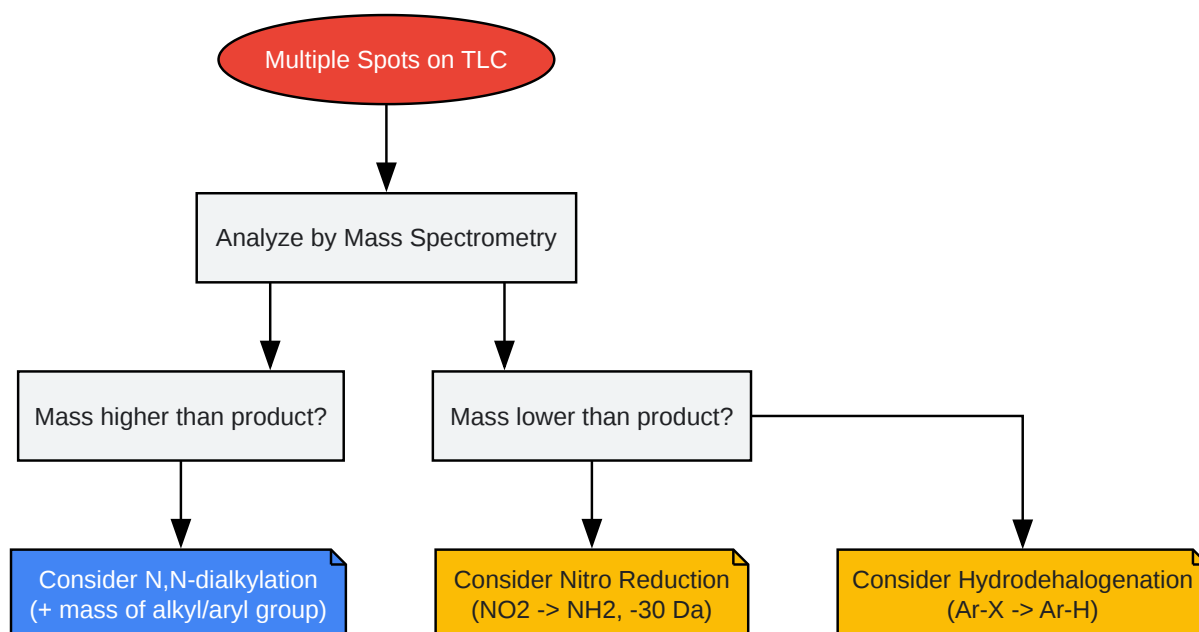 Multiple Spots on TLC
Analyze by Mass Spectrometry
Mass higher than product?
Mass lower than product?
Consider N,N-dialkylation
(+ mass of alkyl/aryl group)
Consider Nitro Reduction
(NO2 -> NH2, -30 Da)
Consider Hydrodehalogenation
(Ar-X -> Ar-H)